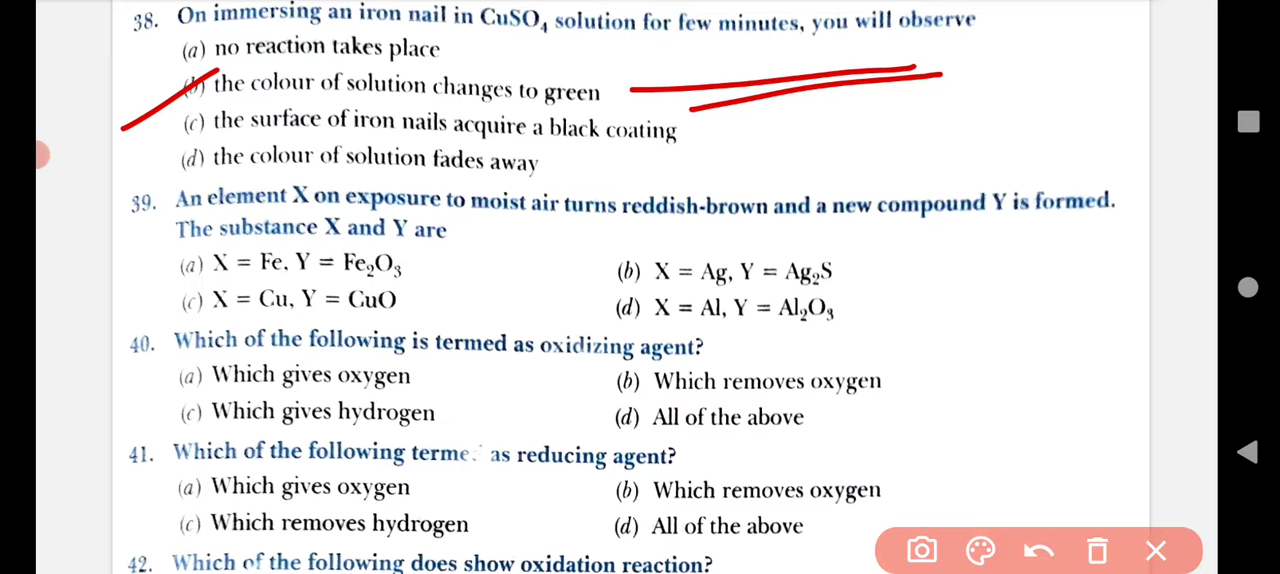 38. On immersing an iron nail in CuSO₄ solution for few minutes, you will observe
(a) no reaction takes place
(b) the colour of solution changes to green
(c) the surface of iron nails acquire a black coating
(d) the colour of solution fades away
39. An element X on exposure to moist air turns reddish-brown and a new compound Y is formed.
The substance X and Y are
(a) X = Fe, Y = Fe₂O₃ (b) X = Ag, Y = Ag₂S
(c) X = Cu, Y = CuO (d) X = Al, Y = Al₂O₃
40. Which of the following is termed as oxidizing agent?
(a) Which gives oxygen (b) Which removes oxygen
(c) Which gives hydrogen (d) All of the above
41. Which of the following terme as reducing agent?
(a) Which gives oxygen (b) Which removes oxygen
(c) Which removes hydrogen (d) All of the above
42. Which of the following does show oxidation reaction?